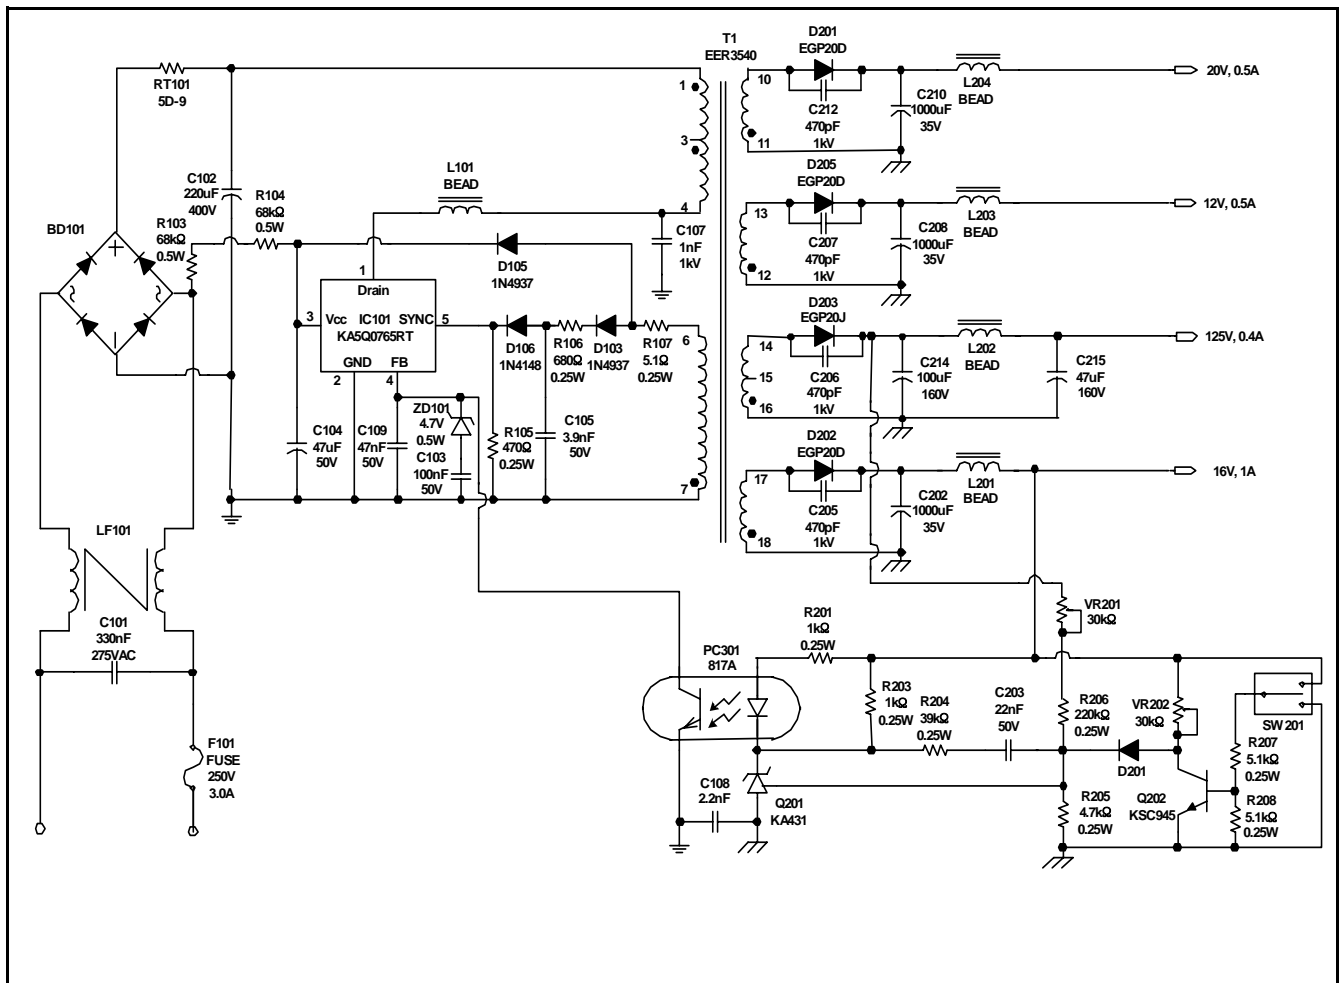 T1
EER3540
D201
EGP20D
RT101
5D-9
1
3
4
10
11
C212
470pF
1kV
C210
1000uF
35V
L204
BEAD
20V, 0.5A
C102
220uF
400V
R104
68kΩ
0.5W
R103
68kΩ
0.5W
BD101
L101
BEAD
C107
1nF
1kV
D205
EGP20D
13
12
C207
470pF
1kV
C208
1000uF
35V
L203
BEAD
12V, 0.5A
D105
1N4937
1
Drain
3
Vcc
IC101
SYNC
5
KA5Q0765RT
GND
FB
2
4
D106
1N4148
R106
680Ω
0.25W
D103
1N4937
R107
5.1Ω
0.25W
6
7
D203
EGP20J
14
15
16
C206
470pF
1kV
C214
100uF
160V
L202
BEAD
C215
47uF
160V
125V, 0.4A
C104
47uF
50V
C109
47nF
50V
ZD101
4.7V
0.5W
C103
100nF
50V
R105
470Ω
0.25W
C105
3.9nF
50V
D202
EGP20D
17
18
C205
470pF
1kV
C202
1000uF
35V
L201
BEAD
16V, 1A
LF101
C101
330nF
275VAC
F101
FUSE
250V
3.0A
PC301
817A
R201
1kΩ
0.25W
R203
1kΩ
0.25W
R204
39kΩ
0.25W
C203
22nF
50V
VR201
30kΩ
R206
220kΩ
0.25W
VR202
30kΩ
SW201
R207
5.1kΩ
0.25W
D201
C108
2.2nF
Q201
KA431
R205
4.7kΩ
0.25W
Q202
KSC945
R208
5.1kΩ
0.25W